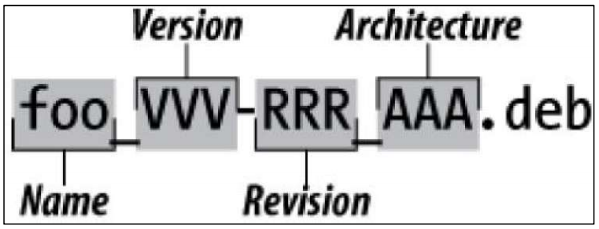 Version Architecture
foo_VVV-RRR_AAA.deb
Name Revision